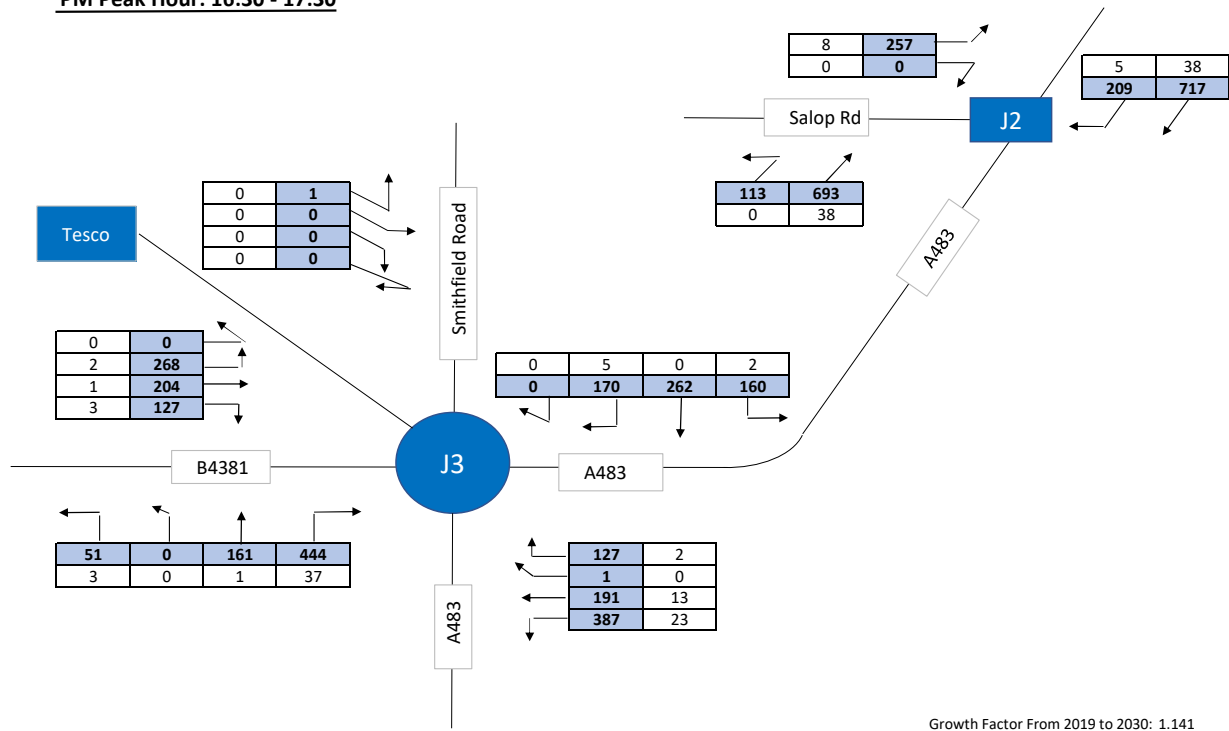 PM Peak Hour: 16:30 - 17:30
8 257
0 0
5 38
209 717
Salop Rd
J2
113 693
0 38
0 1
0 0
0 0
0 0
Tesco
Smithfield Road
A483
0 0
2 268
1 204
3 127
0 5 0 2
0 170 262 160
B4381
J3
A483
51 0 161 444
3 0 1 37
127 2
1 0
191 13
387 23
A483
Growth Factor From 2019 to 2030: 1.141